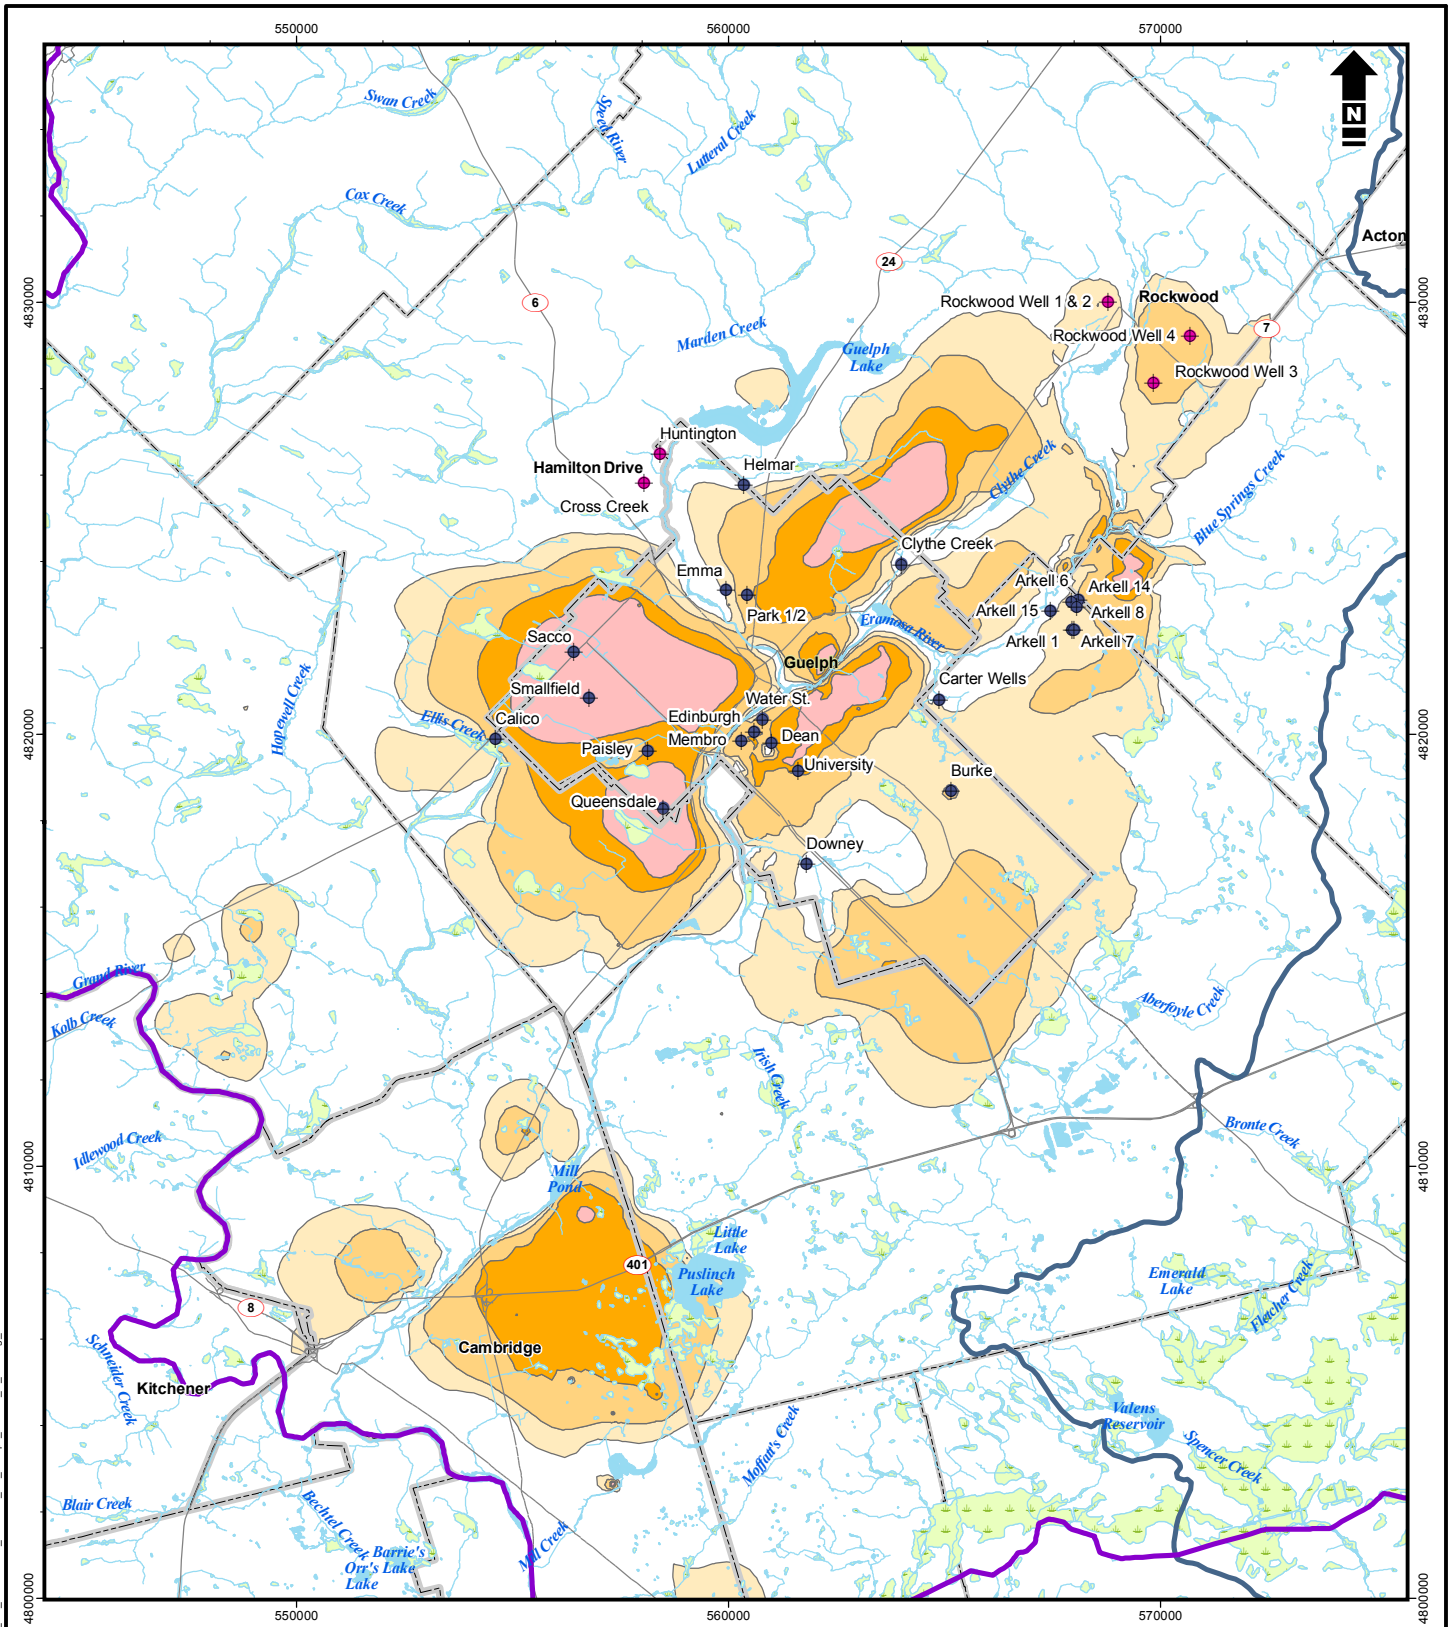 550000
560000
570000
N
Swan Creek
Speed River
Lutteral Creek
Cox Creek
Acton
24
4830000
6
Rockwood Well 1 & 2
Rockwood
4830000
7
Marden Creek
Rockwood Well 4
Guelph
Lake
Rockwood Well 3
Huntington
Hamilton Drive
Helmar
Clythe Creek
Cross Creek
Blue Springs Creek
Clythe Creek
Emma
Arkell 6
Arkell 14
Park 1/2
Arkell 15
Arkell 8
Eramosa River
Arkell 1
Arkell 7
Sacco
Guelph
Carter Wells
Smallfield
Water St.
Hopewell Creek
Ellis Creek
Calico
Edinburgh
4820000
Membro
Dean
4820000
Paisley
University
Burke
Queensdale
Downey
Grand River
Kolb Creek
Aberfoyle Creek
Irish Creek
Idlewood Creek
Bronte Creek
4810000
Mill
Pond
4810000
Little
Lake
401
Puslinch
Lake
Emerald
Lake
Fletcher Creek
8
Cambridge
Schneider Creek
Kitchener
Valens
Reservoir
Moffatt's Creek
Spencer Creek
Blair Creek
Bechtel Creek
Mill Creek
Barrie's
Orr's Lake
Lake
4800000
4800000
550000
560000
570000